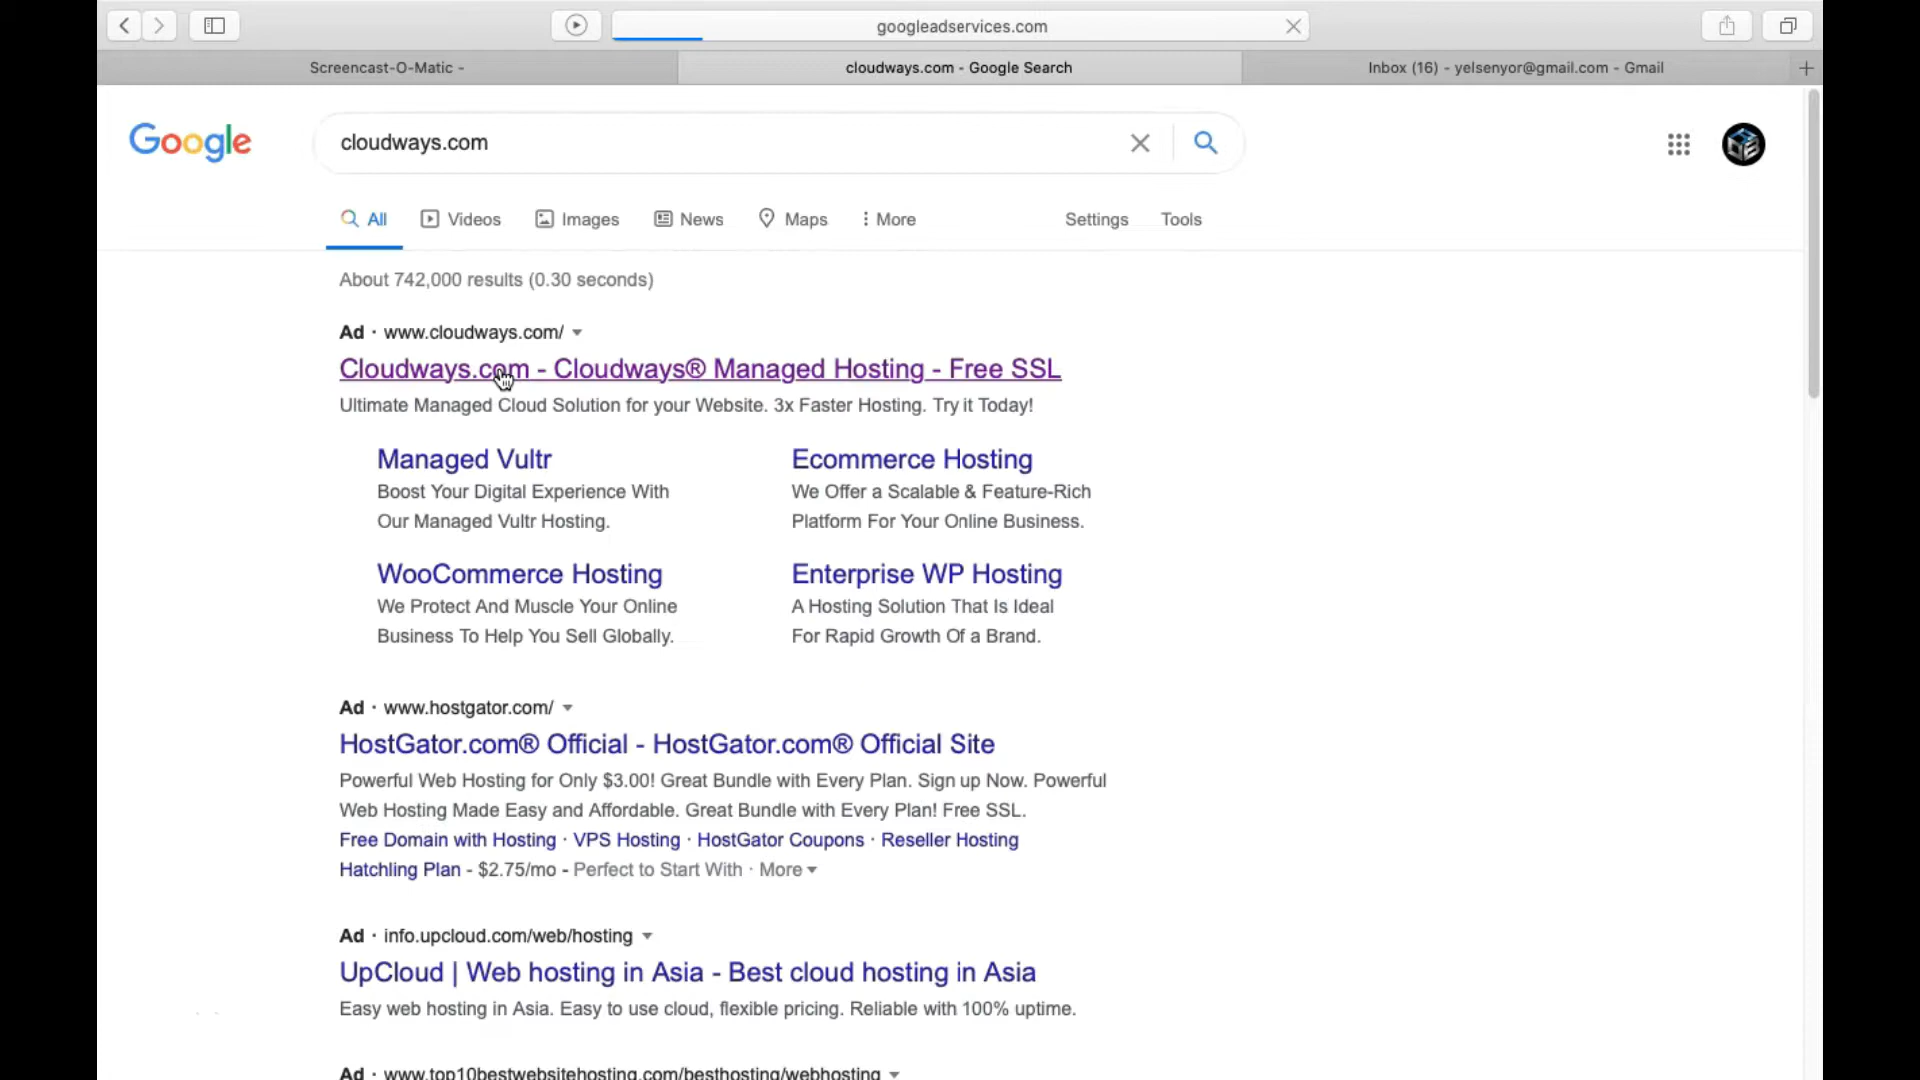 googleadservices.com
Screencast-O-Matic -
cloudways.com - Google Search
Inbox (16) - yelsenyor@gmail.com - Gmail
Google
cloudways.com
All
Videos
Images
News
Maps
More
Settings
Tools
About 742,000 results (0.30 seconds)
Ad · www.cloudways.com/
Cloudways.com - Cloudways® Managed Hosting - Free SSL
Ultimate Managed Cloud Solution for your Website. 3x Faster Hosting. Try it Today!
Managed Vultr
Boost Your Digital Experience With
Our Managed Vultr Hosting.
Ecommerce Hosting
We Offer a Scalable & Feature-Rich
Platform For Your Online Business.
WooCommerce Hosting
We Protect And Muscle Your Online
Business To Help You Sell Globally.
Enterprise WP Hosting
A Hosting Solution That Is Ideal
For Rapid Growth Of a Brand.
Ad · www.hostgator.com/
HostGator.com® Official - HostGator.com® Official Site
Powerful Web Hosting for Only $3.00! Great Bundle with Every Plan. Sign up Now. Powerful
Web Hosting Made Easy and Affordable. Great Bundle with Every Plan! Free SSL.
Free Domain with Hosting · VPS Hosting · HostGator Coupons · Reseller Hosting
Hatchling Plan - $2.75/mo - Perfect to Start With · More
Ad · info.upcloud.com/web/hosting
UpCloud | Web hosting in Asia - Best cloud hosting in Asia
Easy web hosting in Asia. Easy to use cloud, flexible pricing. Reliable with 100% uptime.
Ad · www.top10bestwebsitehosting.com/besthosting/webhosting